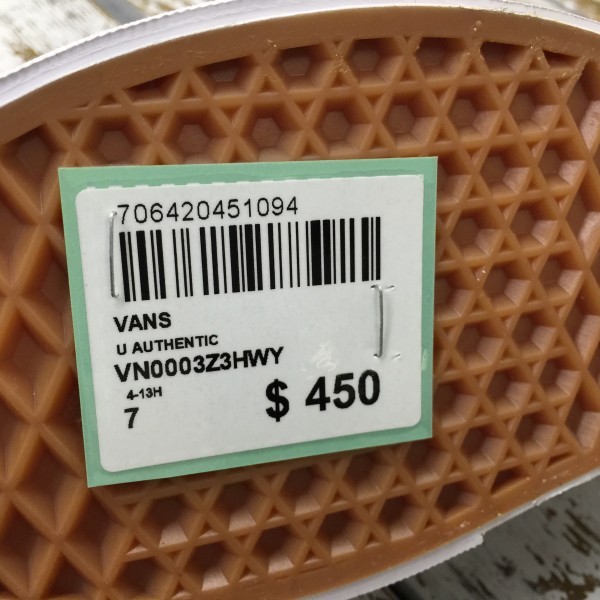 706420451094
VANS
U AUTHENTIC
VN0003Z3HWY
4-13H
7
$ 450